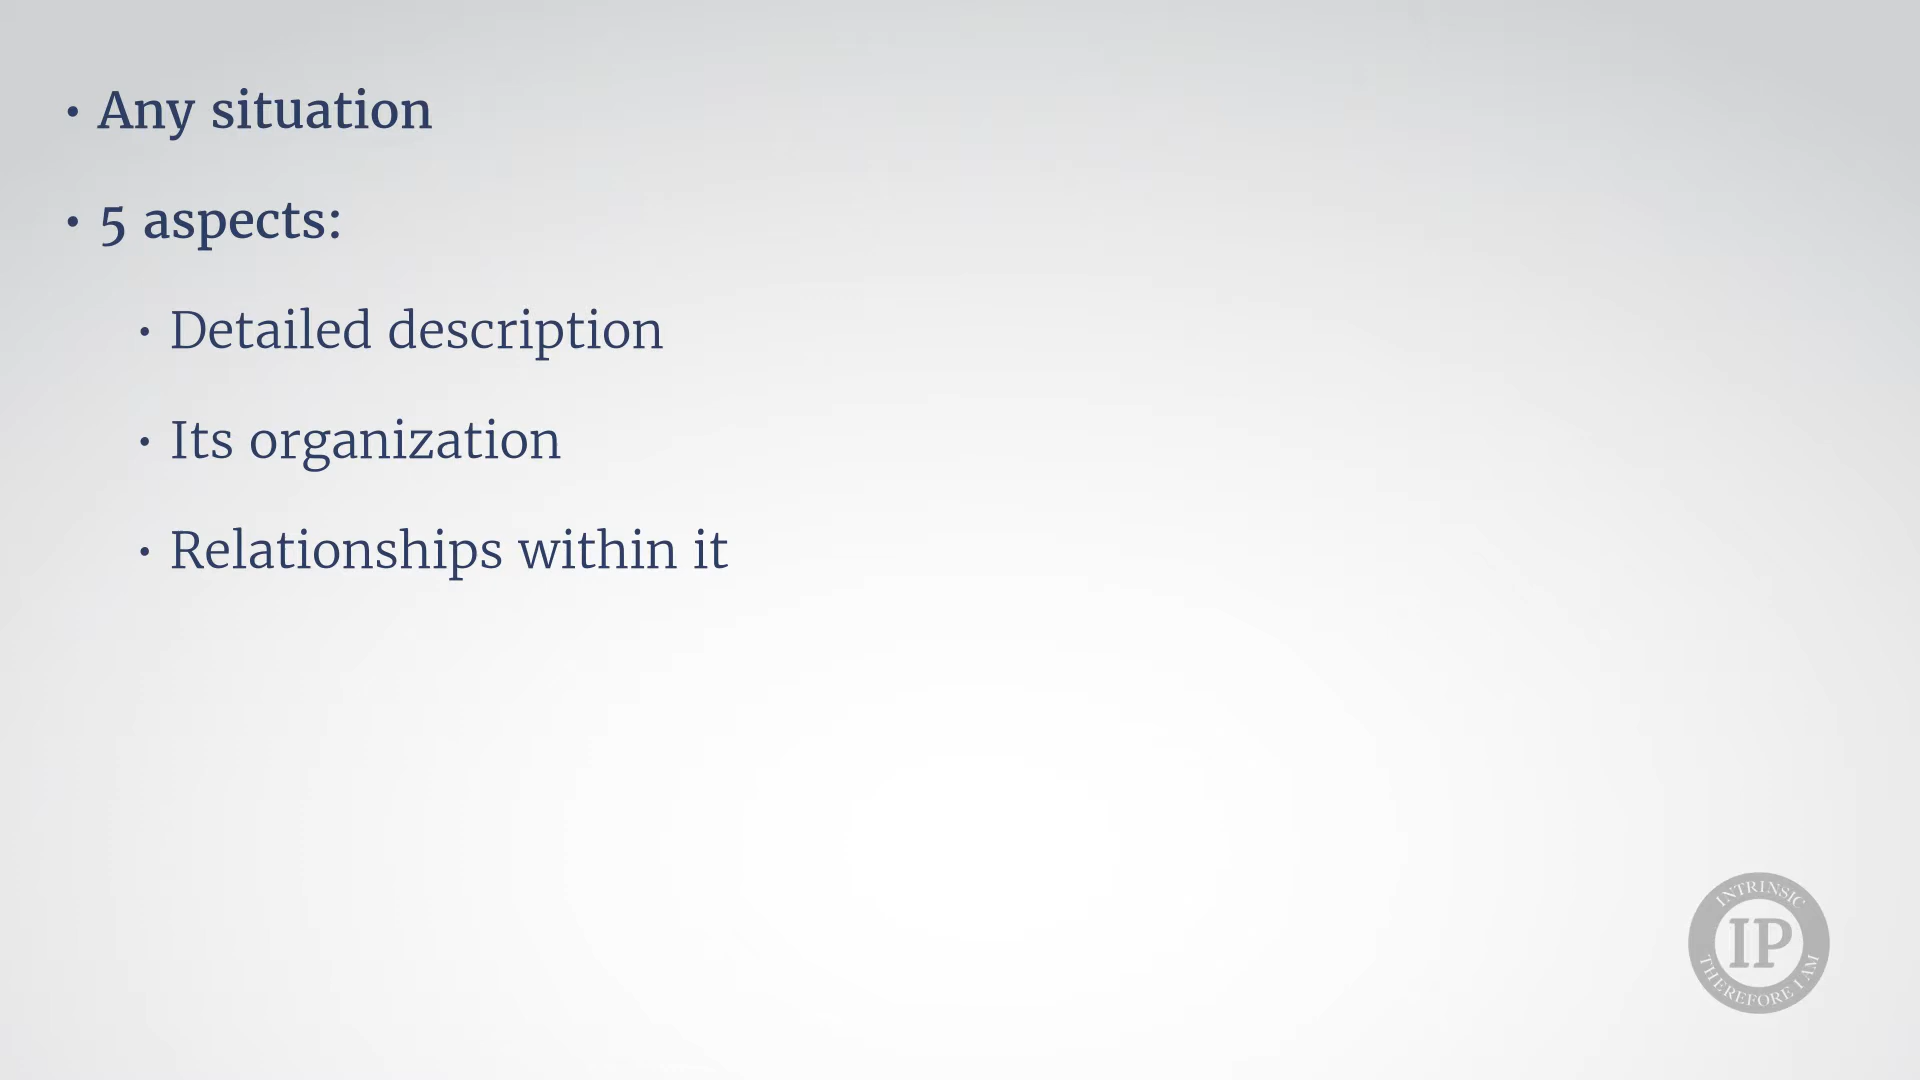 • Any situation
• 5 aspects:
• Detailed description
• Its organization
• Relationships within it
INTRINSIC
IP
THEREFORE I AM